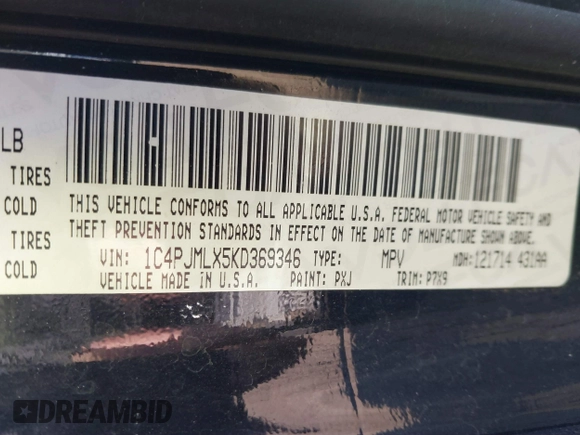 LB
TIRES
COLD
TIRES
COLD
THIS VEHICLE CONFORMS TO ALL APPLICABLE U.S.A. FEDERAL MOTOR VEHICLE SAFETY AND
THEFT PREVENTION STANDARDS IN EFFECT ON THE DATE OF MANUFACTURE SHOWN ABOVE.
VIN: 1C4PJMLX5KD369346 TYPE: MPV MDH: 121714 431AA
VEHICLE MADE IN U.S.A. PAINT: PXJ TRIM: P7X9
DREAMBID